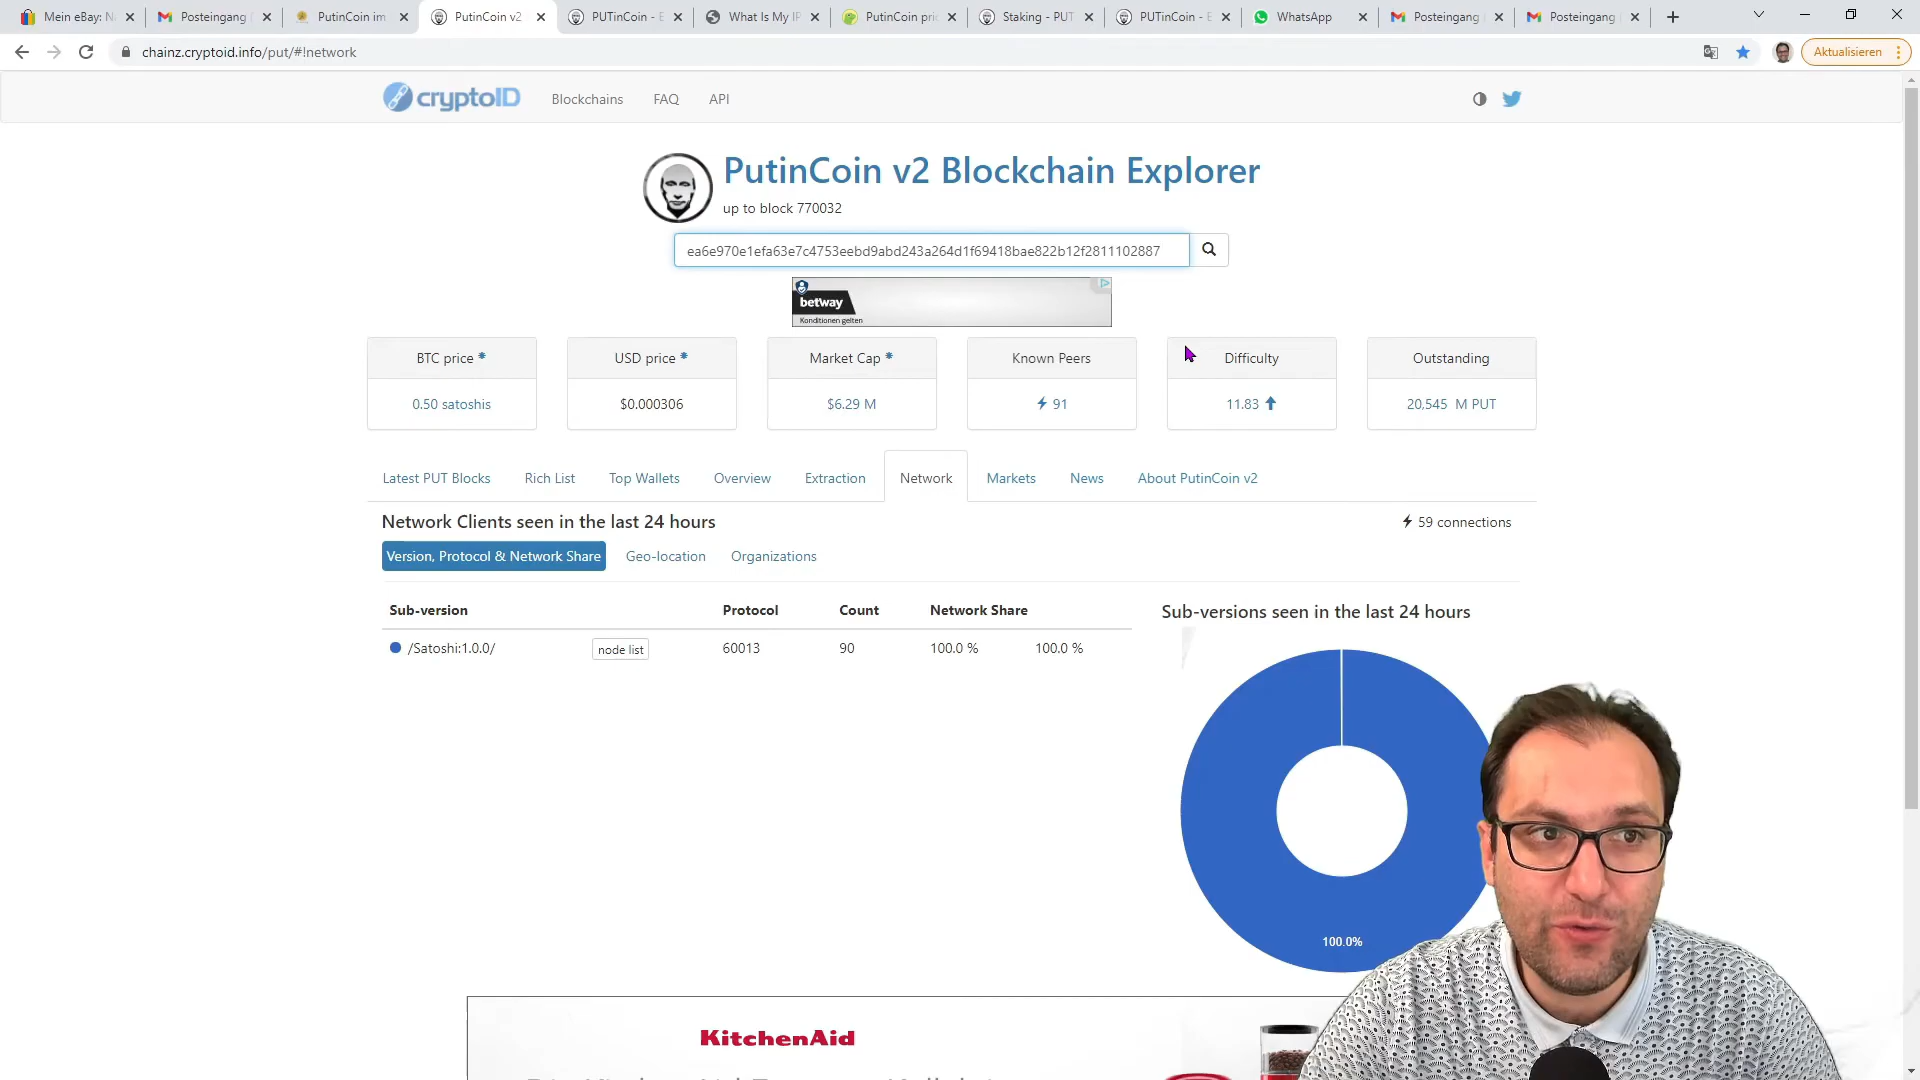 Mein eBay: N
Posteingang
PutinCoin im
PutinCoin v2
PUTinCoin - E
What Is My IP
PutinCoin pri
Staking - PUT
PUTinCoin - E
WhatsApp
Posteingang
Posteingang
chainz.cryptoid.info/put/#!network
Aktualisieren
cryptoID
Blockchains
FAQ
API
PutinCoin v2 Blockchain Explorer
up to block 770032
ea6e970e1efa63e7c4753eebd9abd243a264d1f69418bae822b12f2811102887
betway
Konditionen gelten
BTC price *
USD price *
Market Cap *
Known Peers
Difficulty
Outstanding
0.50 satoshis
$0.000306
$6.29 M
91
11.83
20,545 M PUT
Latest PUT Blocks
Rich List
Top Wallets
Overview
Extraction
Network
Markets
News
About PutinCoin v2
Network Clients seen in the last 24 hours
59 connections
Version, Protocol & Network Share
Geo-location
Organizations
Sub-version
Protocol
Count
Network Share
Sub-versions seen in the last 24 hours
/Satoshi:1.0.0/
node list
60013
90
100.0 %
100.0 %
100.0%
KitchenAid